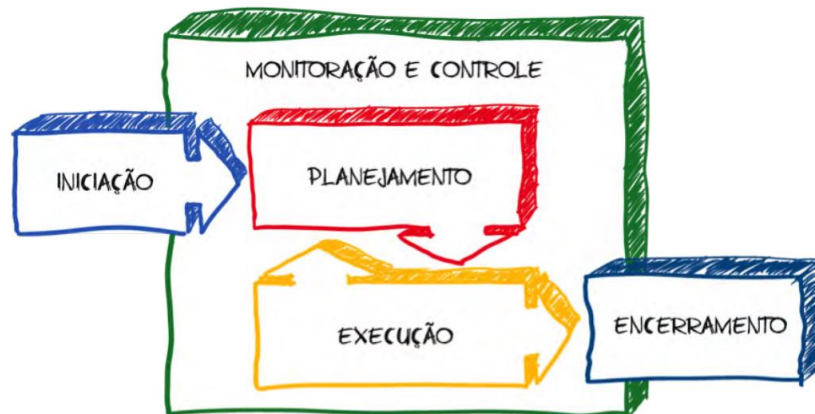 MONITORAÇÃO E CONTROLE
INICIAÇÃO
PLANEJAMENTO
EXECUÇÃO
ENCERRAMENTO